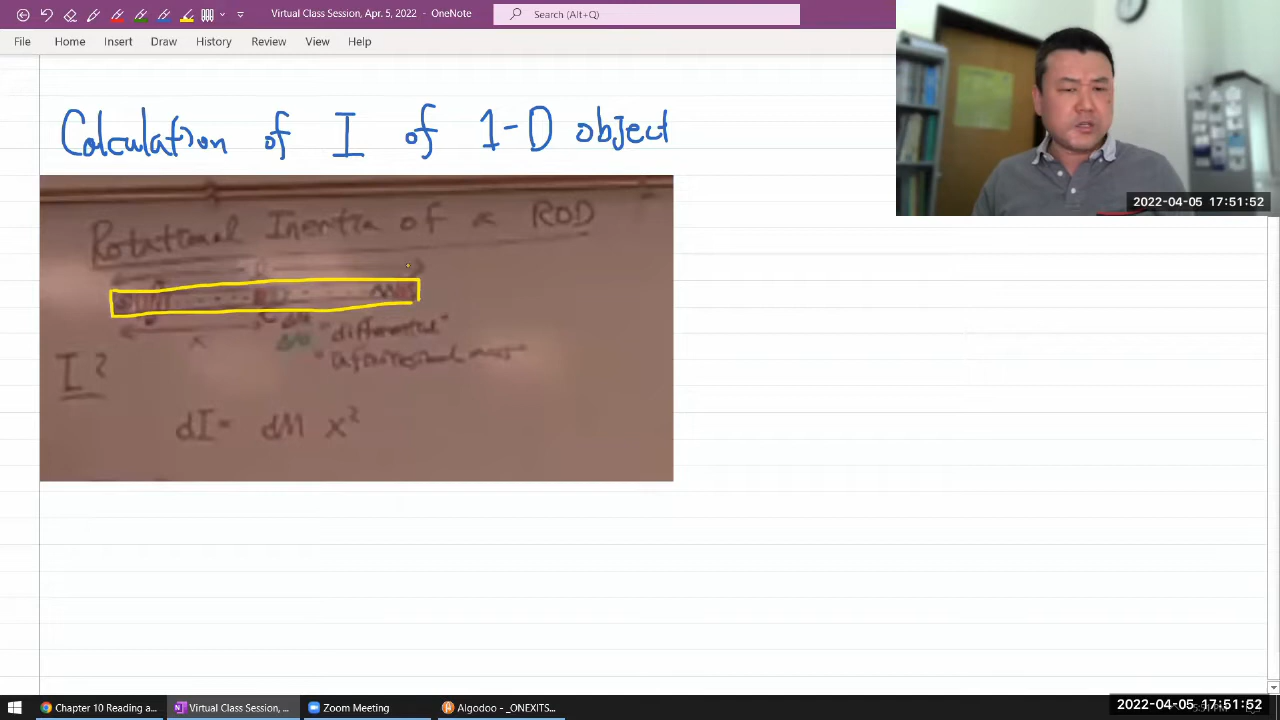 Virtual Class Session, Apr. 5, 2022 - OneNote
Search (Alt+Q)
File Home Insert Draw History Review View Help
Calculation of I of 1-D object
Rotational Inertia of a ROD
x
dM
"differential"
I?
dI= dM x²
2022-04-05 17:51:52
Chapter 10 Reading a...
Virtual Class Session, ...
Zoom Meeting
Algodoo - _ONEXITS...
2022-04-05 17:51:52